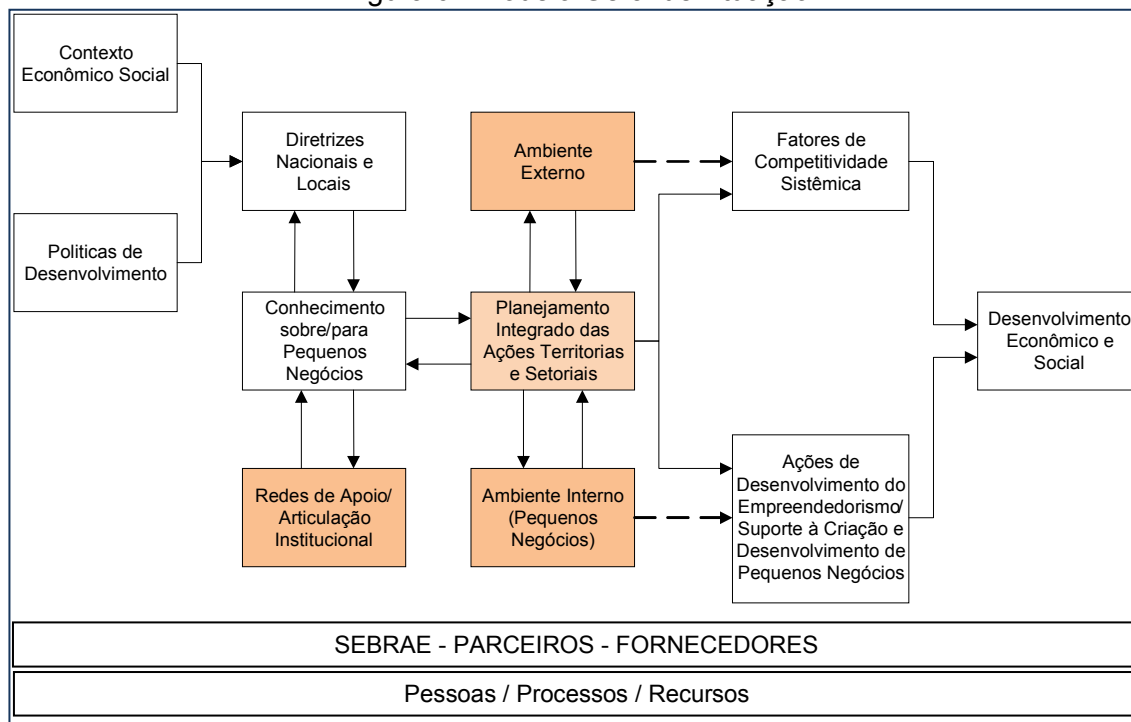 Contexto
Econômico Social
Diretrizes
Nacionais e
Locais
Ambiente
Externo
Fatores de
Competitividade
Sistêmica
Politicas de
Desenvolvimento
Conhecimento
sobre/para
Pequenos
Negócios
Planejamento
Integrado das
Ações Territorias
e Setoriais
Desenvolvimento
Econômico e
Social
Redes de Apoio/
Articulação
Institucional
Ambiente Interno
(Pequenos
Negócios)
Ações de
Desenvolvimento do
Empreendedorismo/
Suporte à Criação e
Desenvolvimento de
Pequenos Negócios
SEBRAE - PARCEIROS - FORNECEDORES
Pessoas / Processos / Recursos